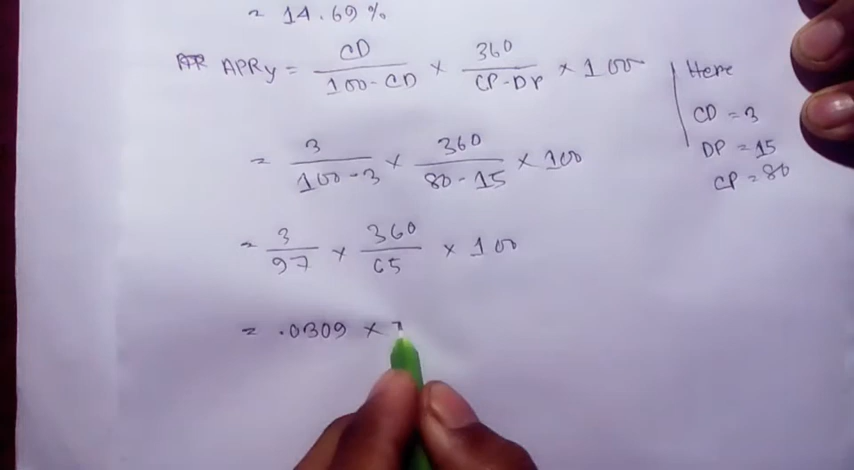 = 14.69%
APRy = CD / 100 - CD × 360 / CP - DP × 100
Here
CD = 3
DP = 15
CP = 80
= 3 / 100 - 3 × 360 / 80 - 15 × 100
= 3 / 97 × 360 / 65 × 100
= .0309 ×